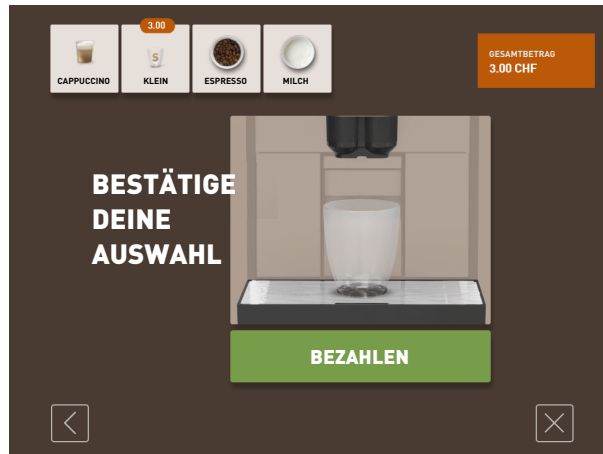 3.00
S
CAPPUCCINO
KLEIN
ESPRESSO
MILCH
GESAMTBETRAG
3.00 CHF
BESTÄTIGE
DEINE
AUSWAHL
BEZAHLEN